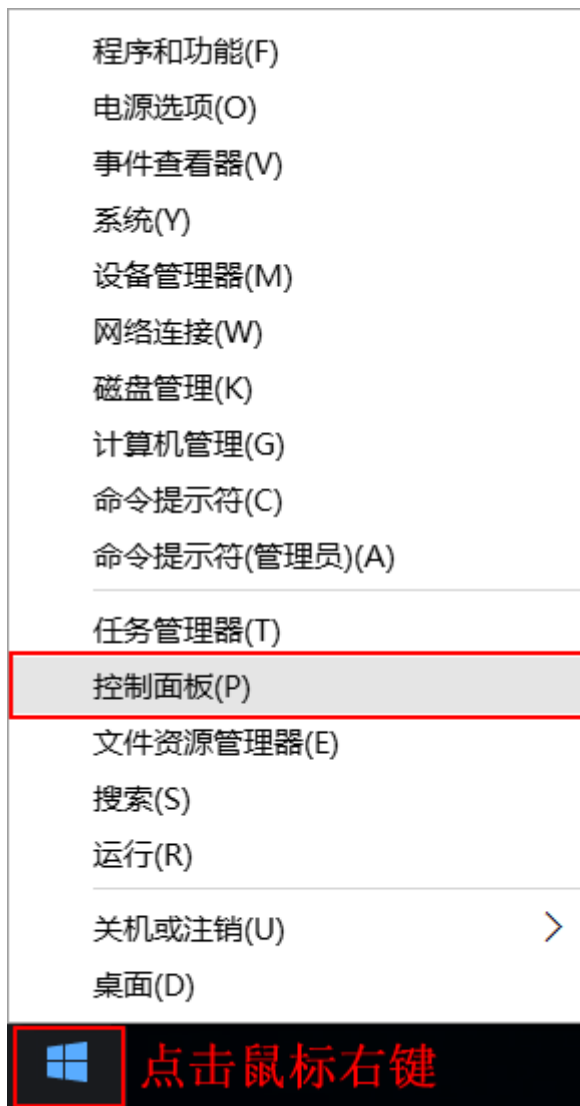 程序和功能(F)
电源选项(O)
事件查看器(V)
系统(Y)
设备管理器(M)
网络连接(W)
磁盘管理(K)
计算机管理(G)
命令提示符(C)
命令提示符(管理员)(A)
任务管理器(T)
控制面板(P)
文件资源管理器(E)
搜索(S)
运行(R)
关机或注销(U)
桌面(D)
点击鼠标右键